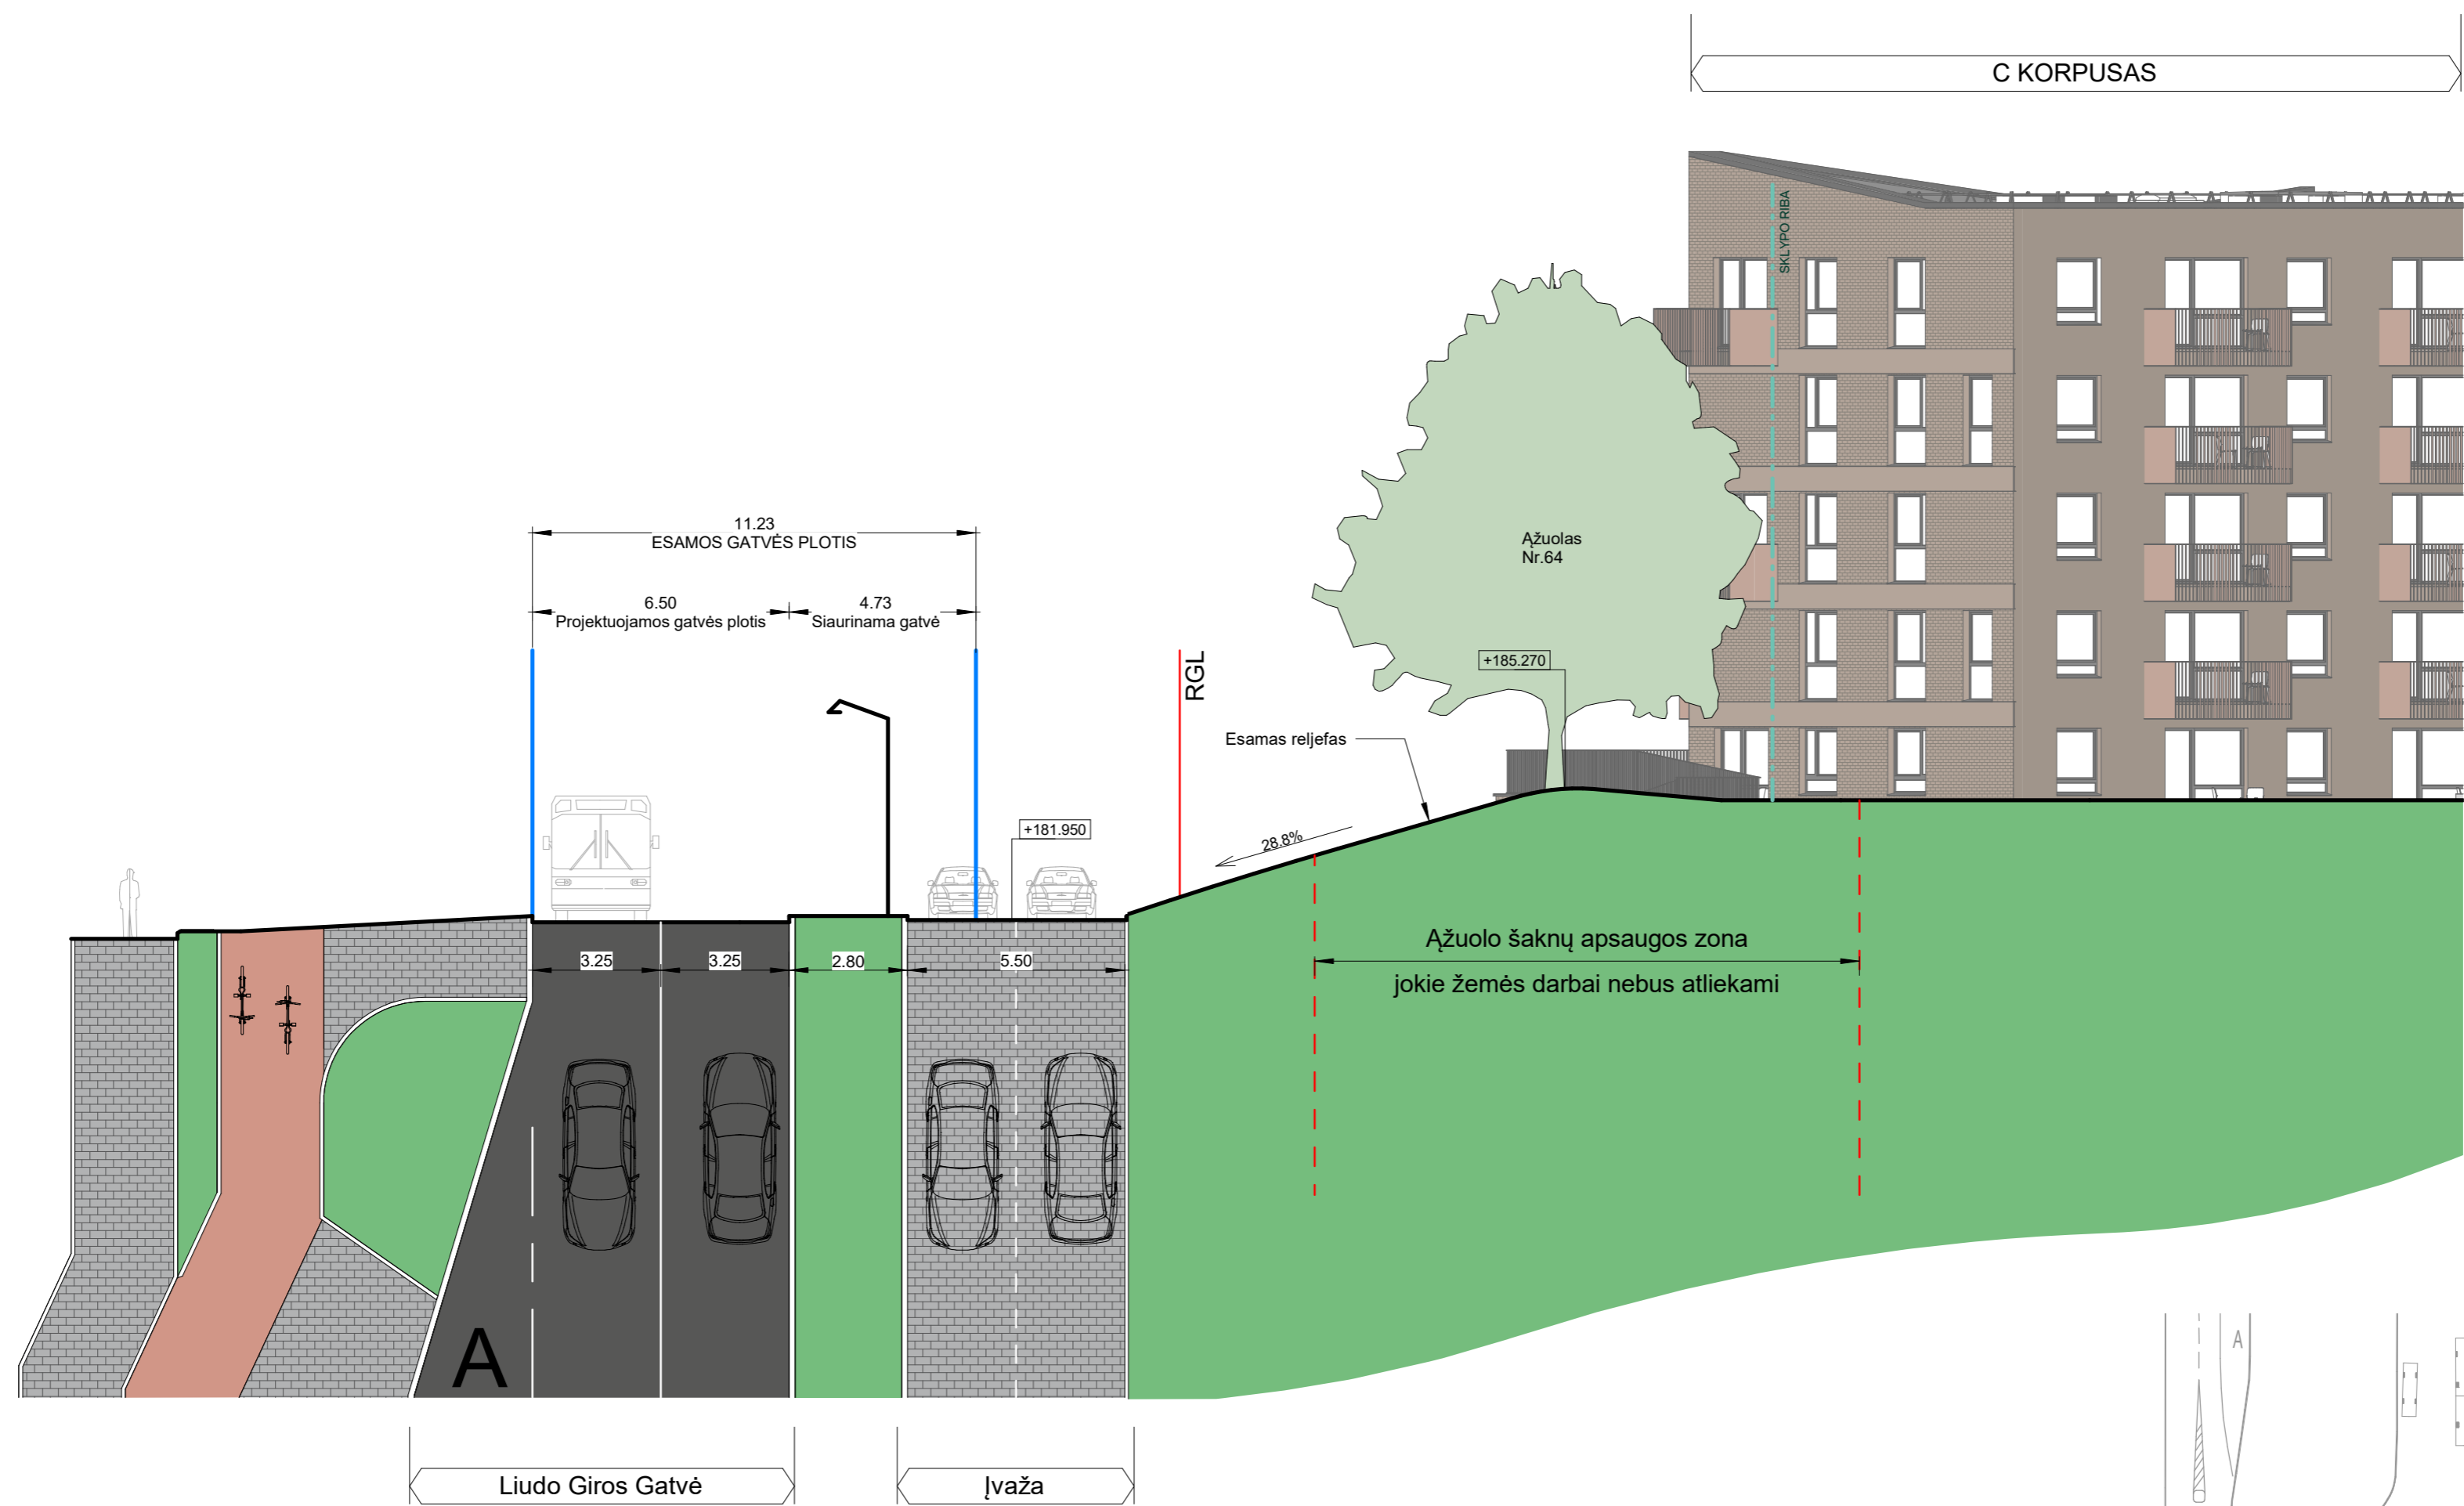 C KORPUSAS
SKLYPO RIBA
11.23
ESAMOS GATVĖS PLOTIS
6.50
Projektuojamos gatvės plotis
4.73
Siaurinama gatvė
Ąžuolas
Nr.64
+185.270
RGL
Esamas reljefas
+181.950
28.8%
3.25
3.25
2.80
5.50
Ąžuolo šaknų apsaugos zona
jokie žemės darbai nebus atliekami
A
A
Liudo Giros Gatvė
Įvaža